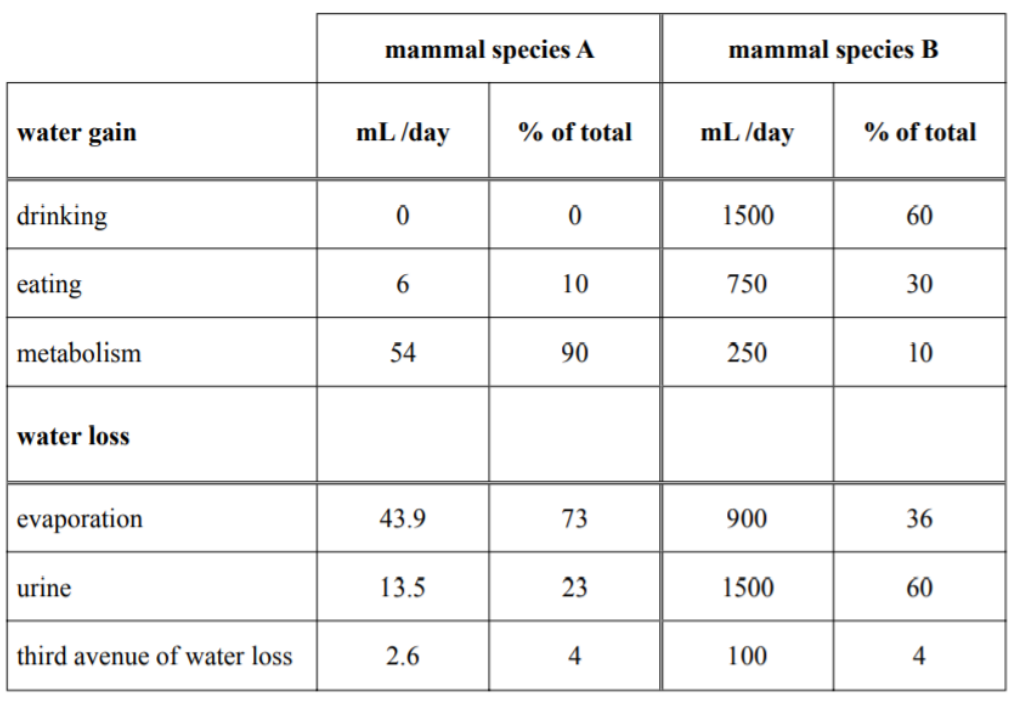 mammal species A mammal species B
water gain mL/day % of total mL/day % of total
drinking 0 0 1500 60
eating 6 10 750 30
metabolism 54 90 250 10
water loss
evaporation 43.9 73 900 36
urine 13.5 23 1500 60
third avenue of water loss 2.6 4 100 4